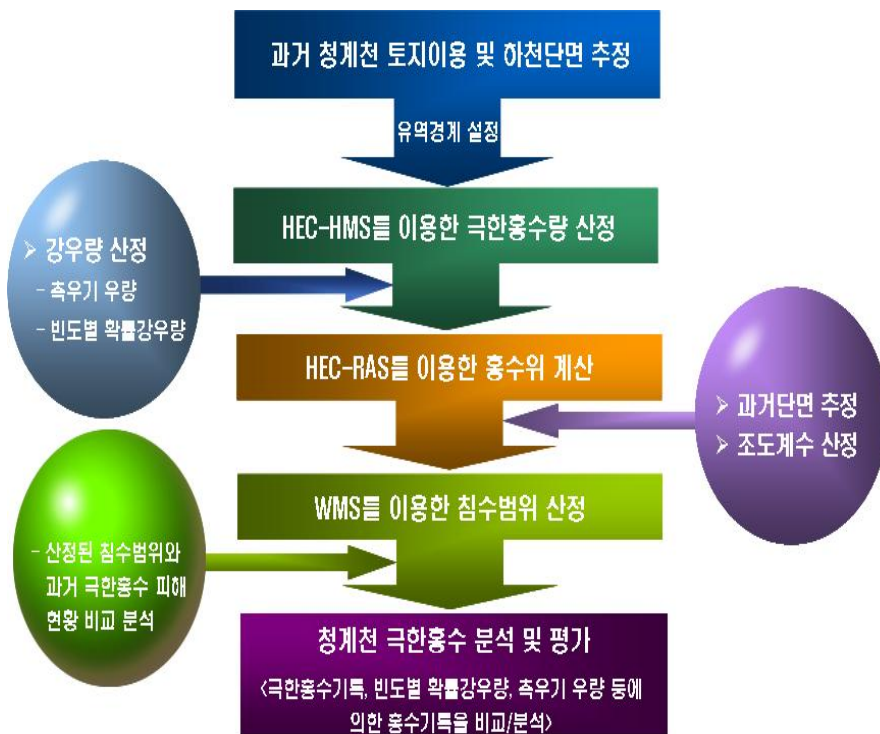 과거 청계천 토지이용 및 하천단면 추정
유역경계 설정
HEC-HMS를 이용한 극한홍수량 산정
➢ 강우량 산정
- 측우기 우량
- 빈도별 확률강우량
HEC-RAS를 이용한 홍수위 계산
➢ 과거단면 추정
➢ 조도계수 산정
WMS를 이용한 침수범위 산정
- 산정된 침수범위와
과거 극한홍수 피해
현황 비교 분석
청계천 극한홍수 분석 및 평가
<극한홍수기록, 빈도별 확률강우량, 측우기 우량 등에
의한 홍수기록을 비교/분석>